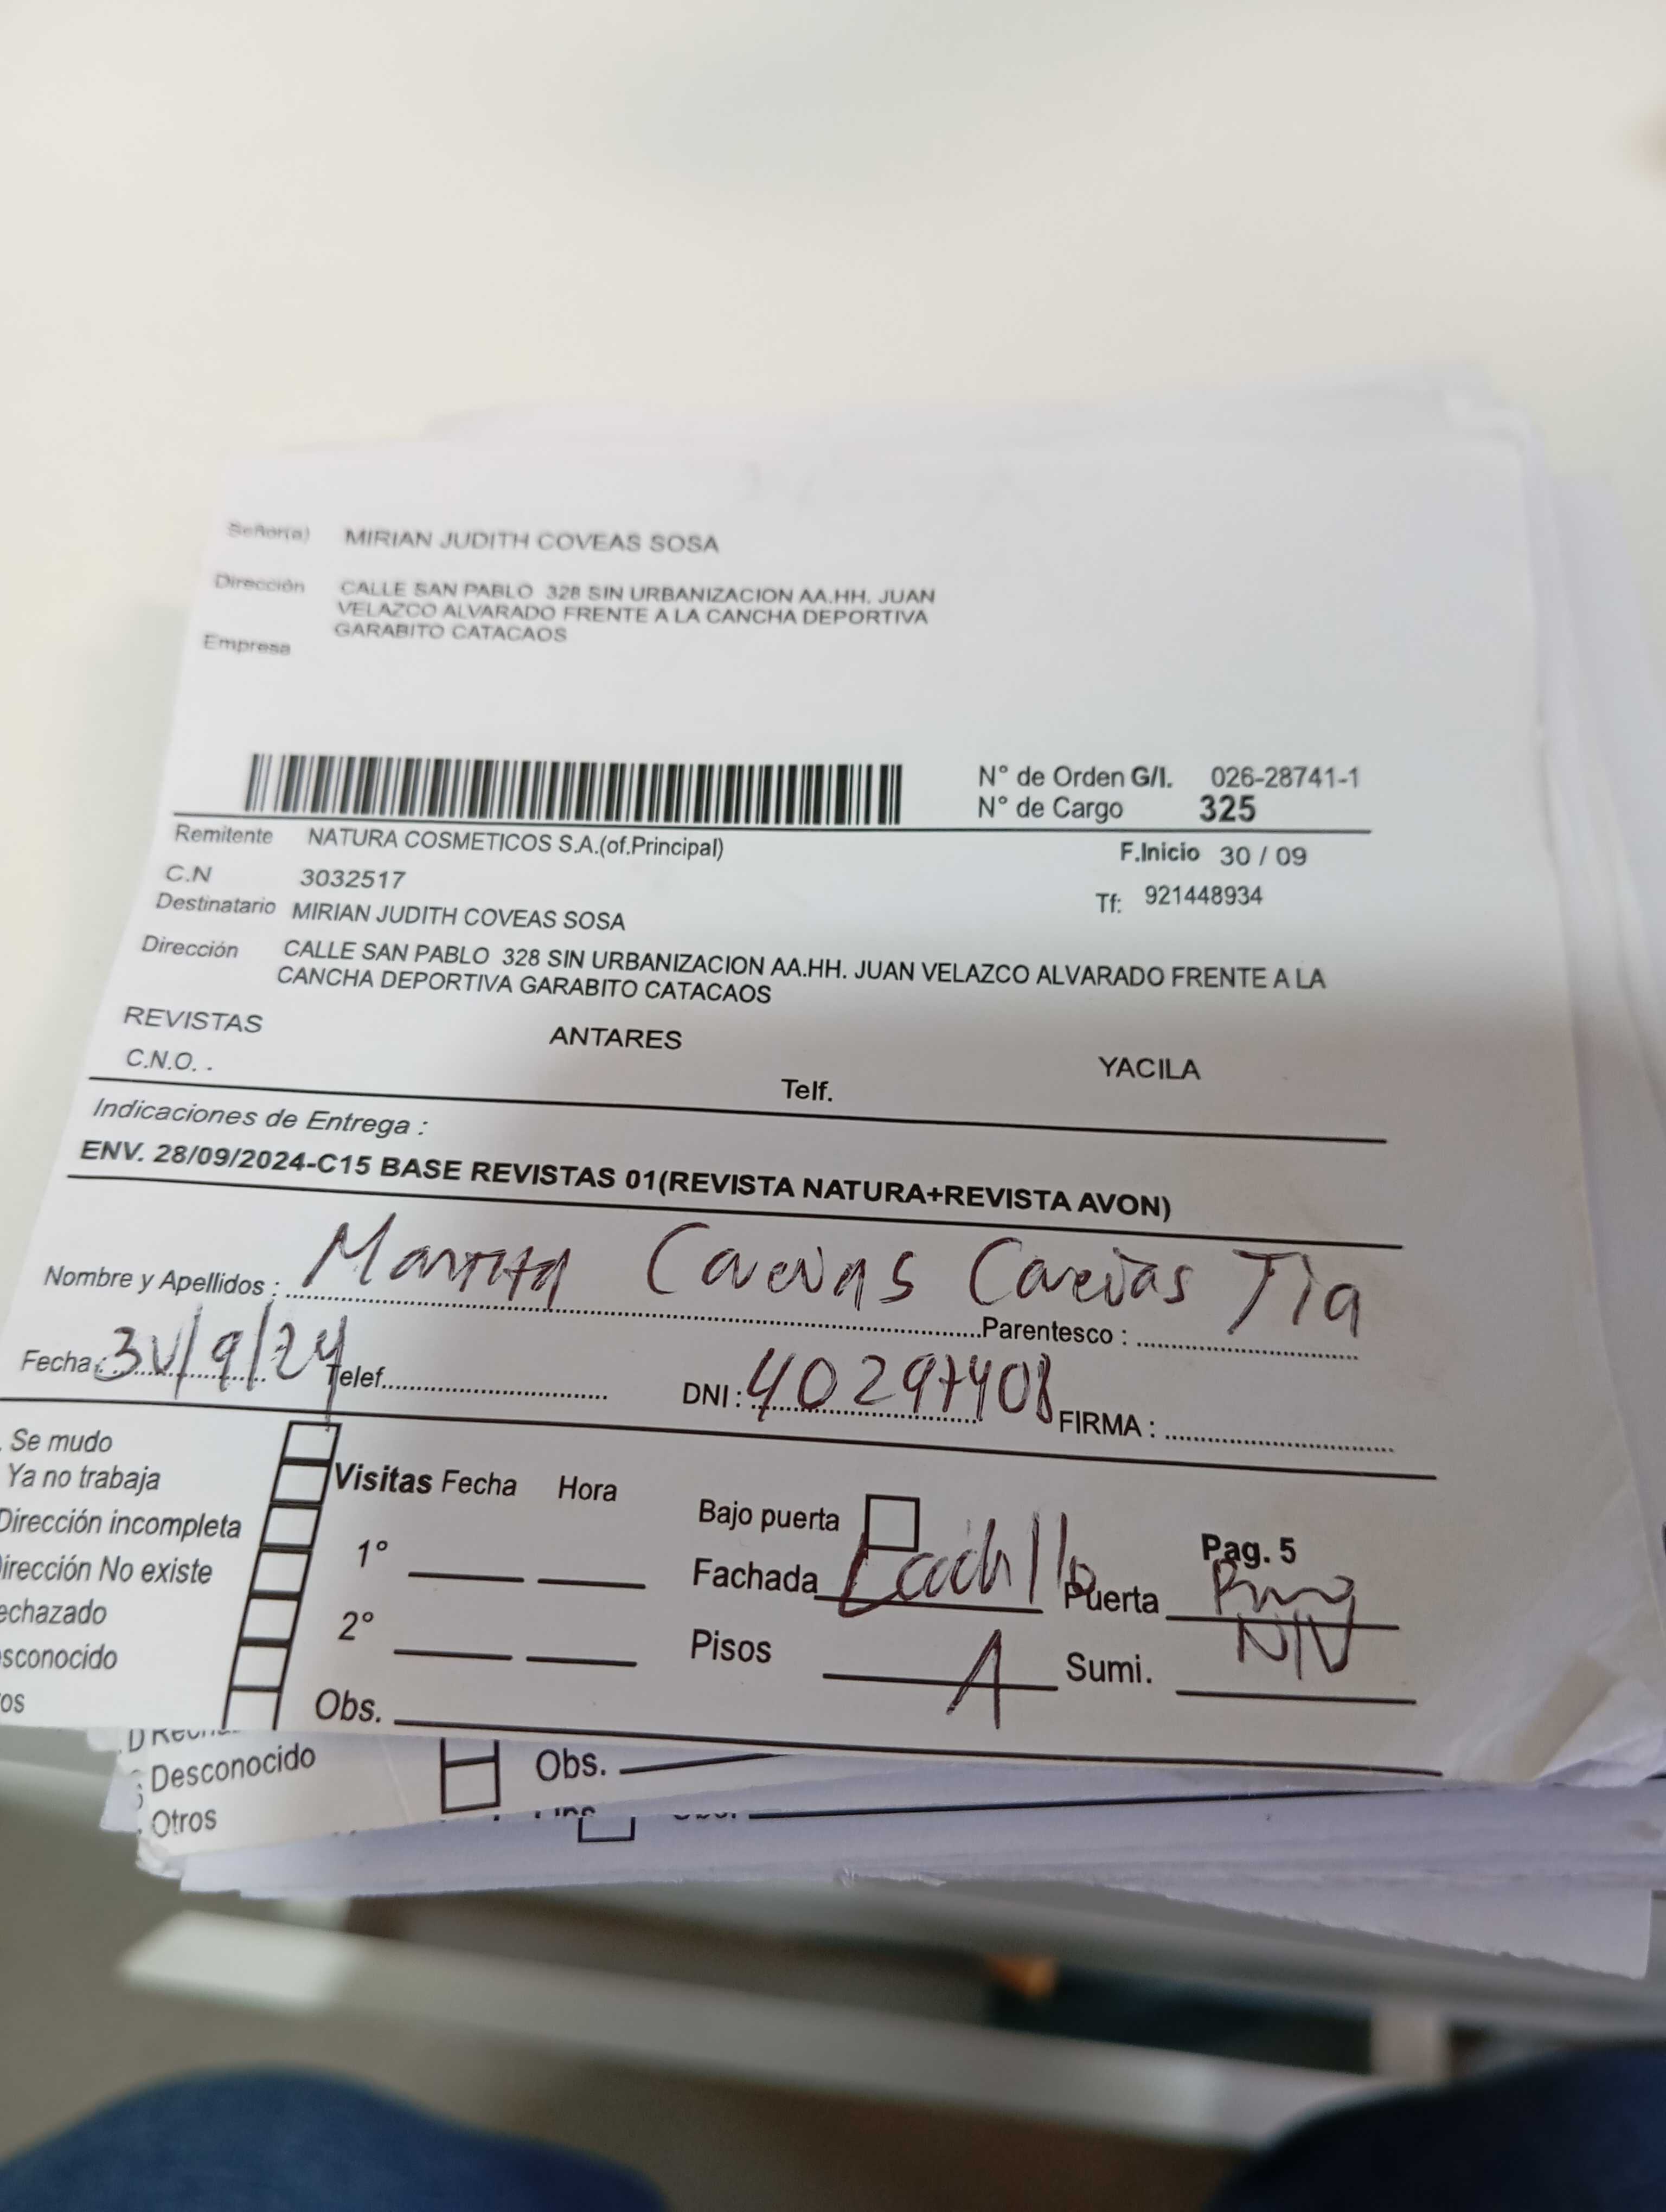 Señor(a) MIRIAN JUDITH COVEAS SOSA
Dirección CALLE SAN PABLO 328 SIN URBANIZACION AA.HH. JUAN
VELAZCO ALVARADO FRENTE A LA CANCHA DEPORTIVA
GARABITO CATACAOS
Empresa
N° de Orden G/I. 026-28741-1
N° de Cargo 325
Remitente NATURA COSMETICOS S.A.(of.Principal)
F.Inicio 30 / 09
C.N 3032517
Tf: 921448934
Destinatario MIRIAN JUDITH COVEAS SOSA
Dirección CALLE SAN PABLO 328 SIN URBANIZACION AA.HH. JUAN VELAZCO ALVARADO FRENTE A LA
CANCHA DEPORTIVA GARABITO CATACAOS
REVISTAS ANTARES YACILA
C.N.O. . Telf.
Indicaciones de Entrega :
ENV. 28/09/2024-C15 BASE REVISTAS 01(REVISTA NATURA+REVISTA AVON)
Nombre y Apellidos : Parentesco : Tia
Fecha : 30/9/24 Telef. DNI : 40297408 FIRMA :
Se mudo
Ya no trabaja
Dirección incompleta
irección No existe
echazado
sconocido
os
Visitas Fecha Hora
1°
2°
Obs.
Bajo puerta
Pag. 5
Fachada Puerta
Pisos 1 Sumi. N/V
Desconocido Obs.
Otros